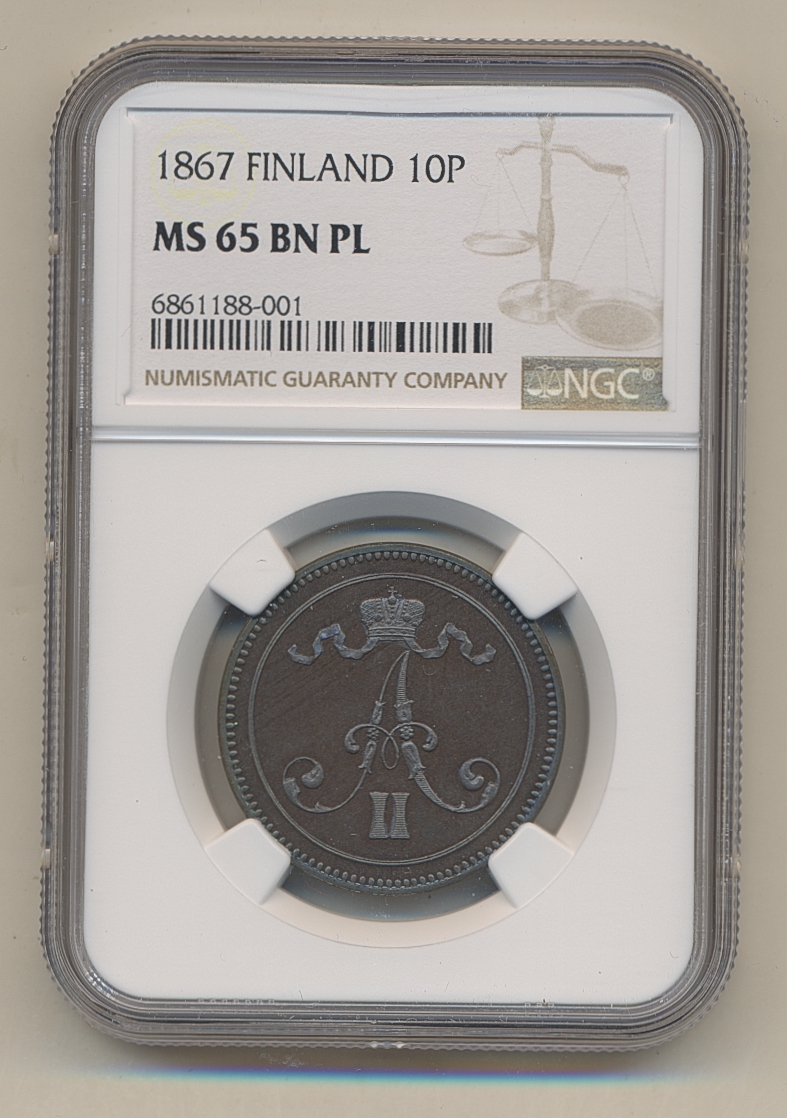 1867 FINLAND 10P
MS 65 BN PL
6861188-001
NUMISMATIC GUARANTY COMPANY
NGC®
A
II